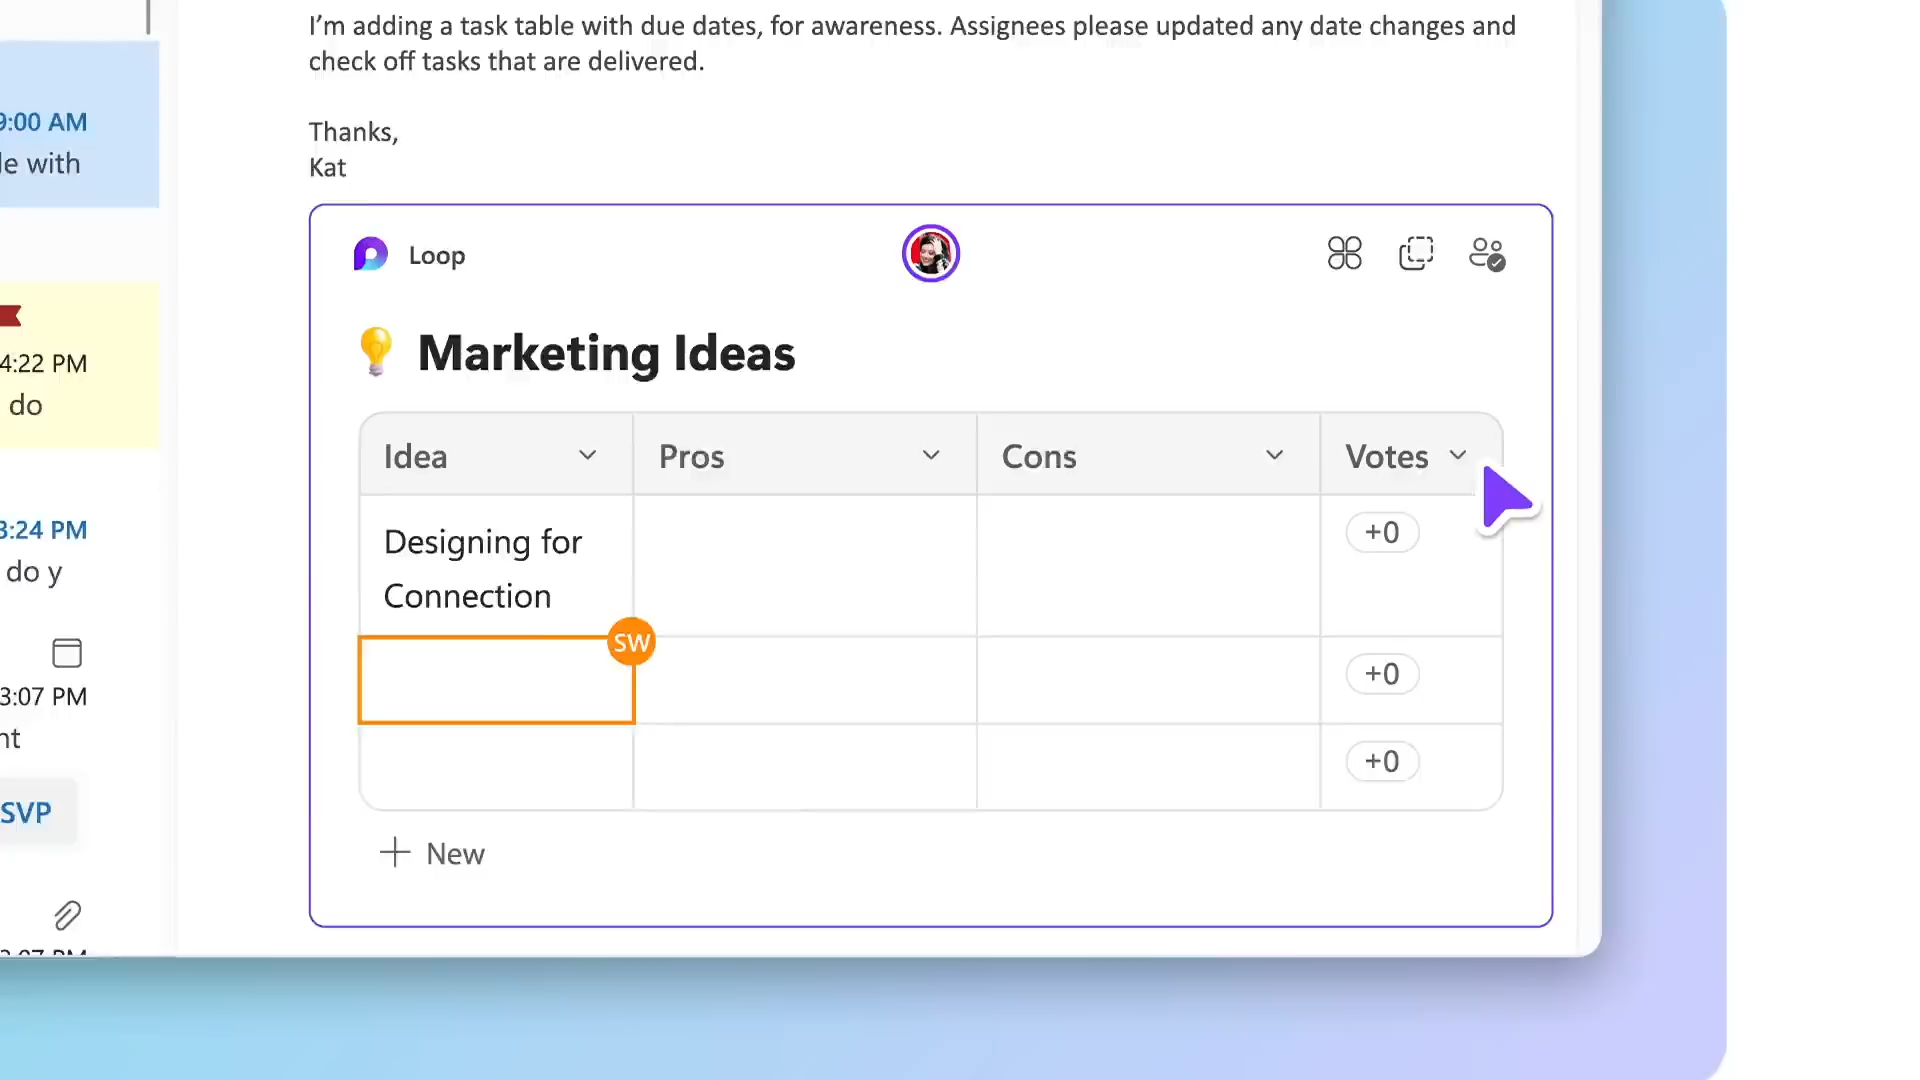 I’m adding a task table with due dates, for awareness. Assignees please updated any date changes and
check off tasks that are delivered.
Thanks,
Kat
9:00 AM
le with
4:22 PM
do
3:24 PM
do y
3:07 PM
nt
SVP
Loop
Marketing Ideas
Idea Pros Cons Votes
Designing for
Connection
+0
SW
+0
+0
New